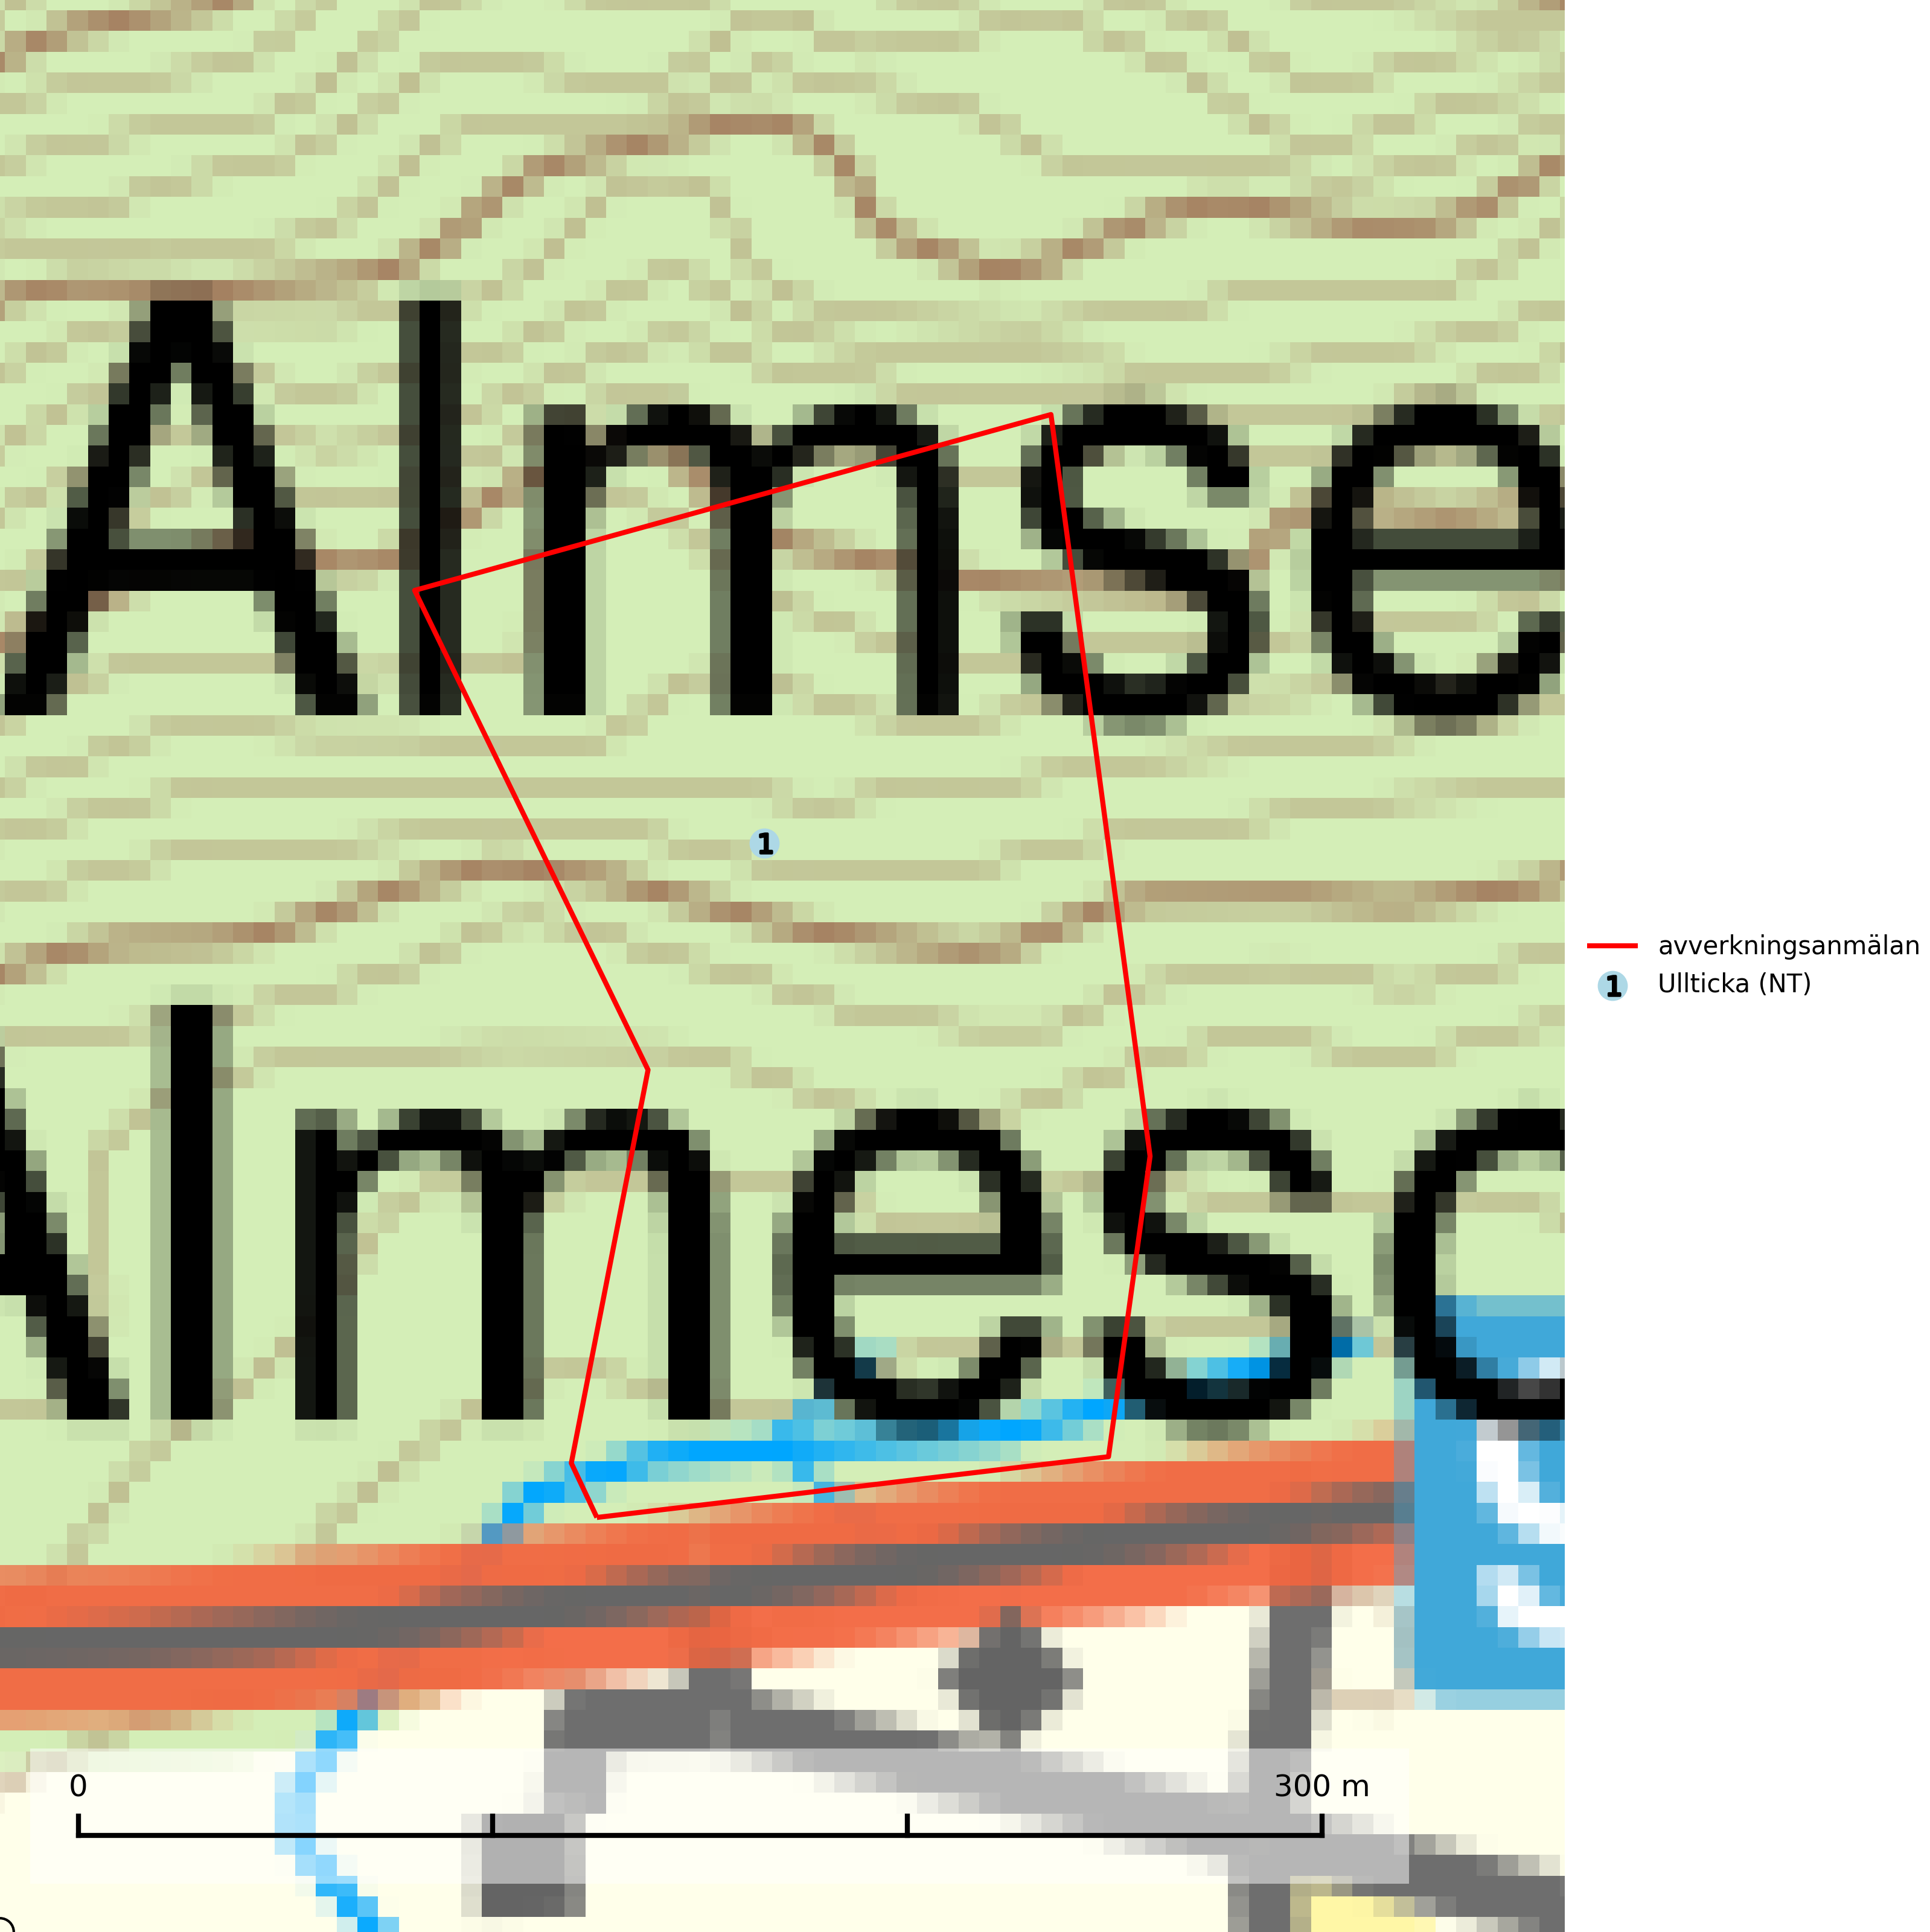 Almse
Almesc
1
avverkningsanmälan
1 Ullticka (NT)
0 300 m